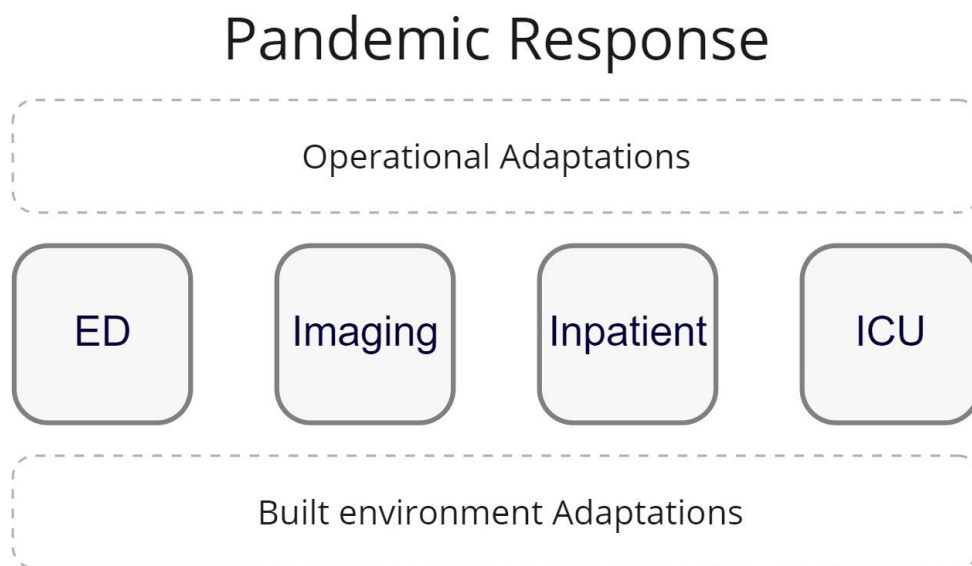 Pandemic Response
Operational Adaptations
ED
Imaging
Inpatient
ICU
Built environment Adaptations